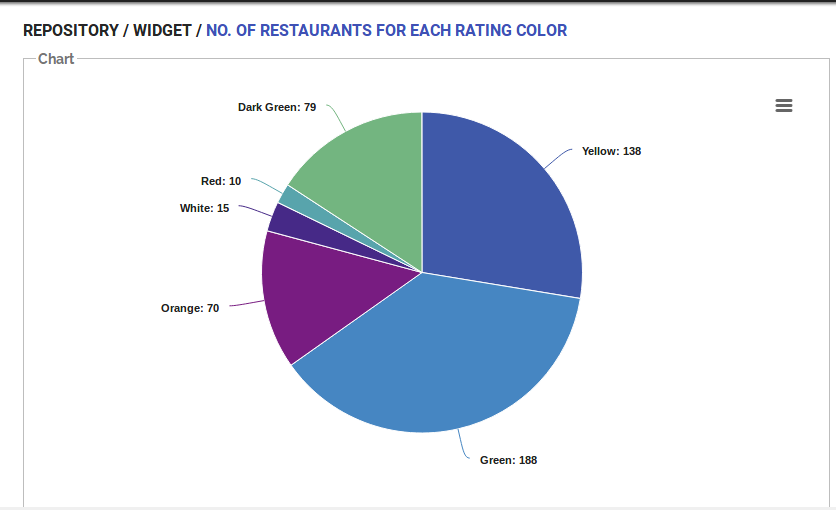 REPOSITORY / WIDGET / NO. OF RESTAURANTS FOR EACH RATING COLOR
Chart
Dark Green: 79
Yellow: 138
Red: 10
White: 15
Orange: 70
Green: 188